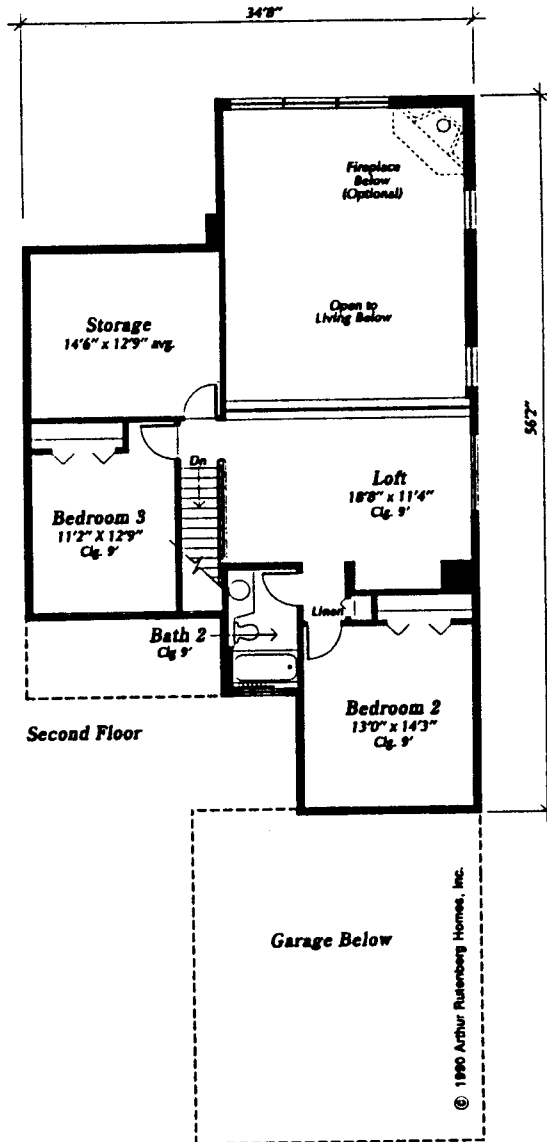 34'8"
Fireplace
Below
(Optional)
Storage
14'6" x 12'9" avg.
Open to
Living Below
56'2"
Dn
Loft
18'8" x 11'4"
Clg. 9'
Bedroom 3
11'2" X 12'9"
Clg. 9'
Linen
Bath 2
Clg 9'
Bedroom 2
13'0" x 14'3"
Clg. 9'
Second Floor
Garage Below
© 1990 Arthur Rutenberg Homes, Inc.